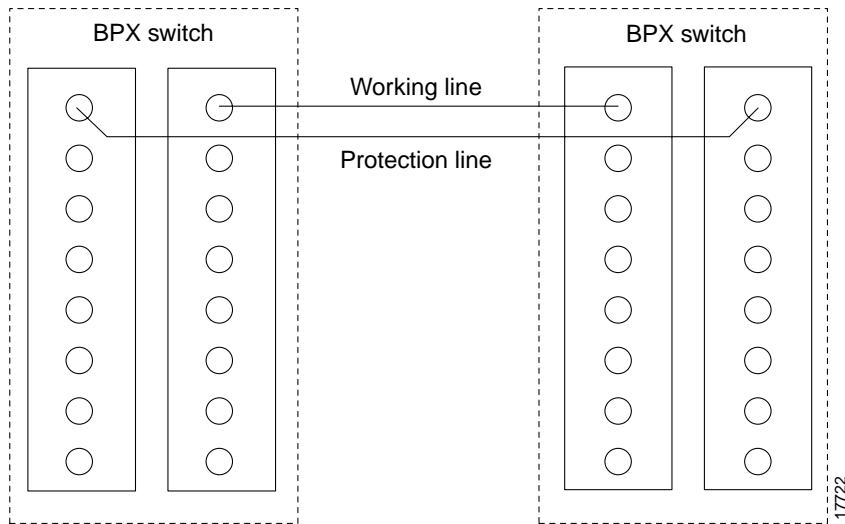 BPX switch
BPX switch
Working line
Protection line
17722